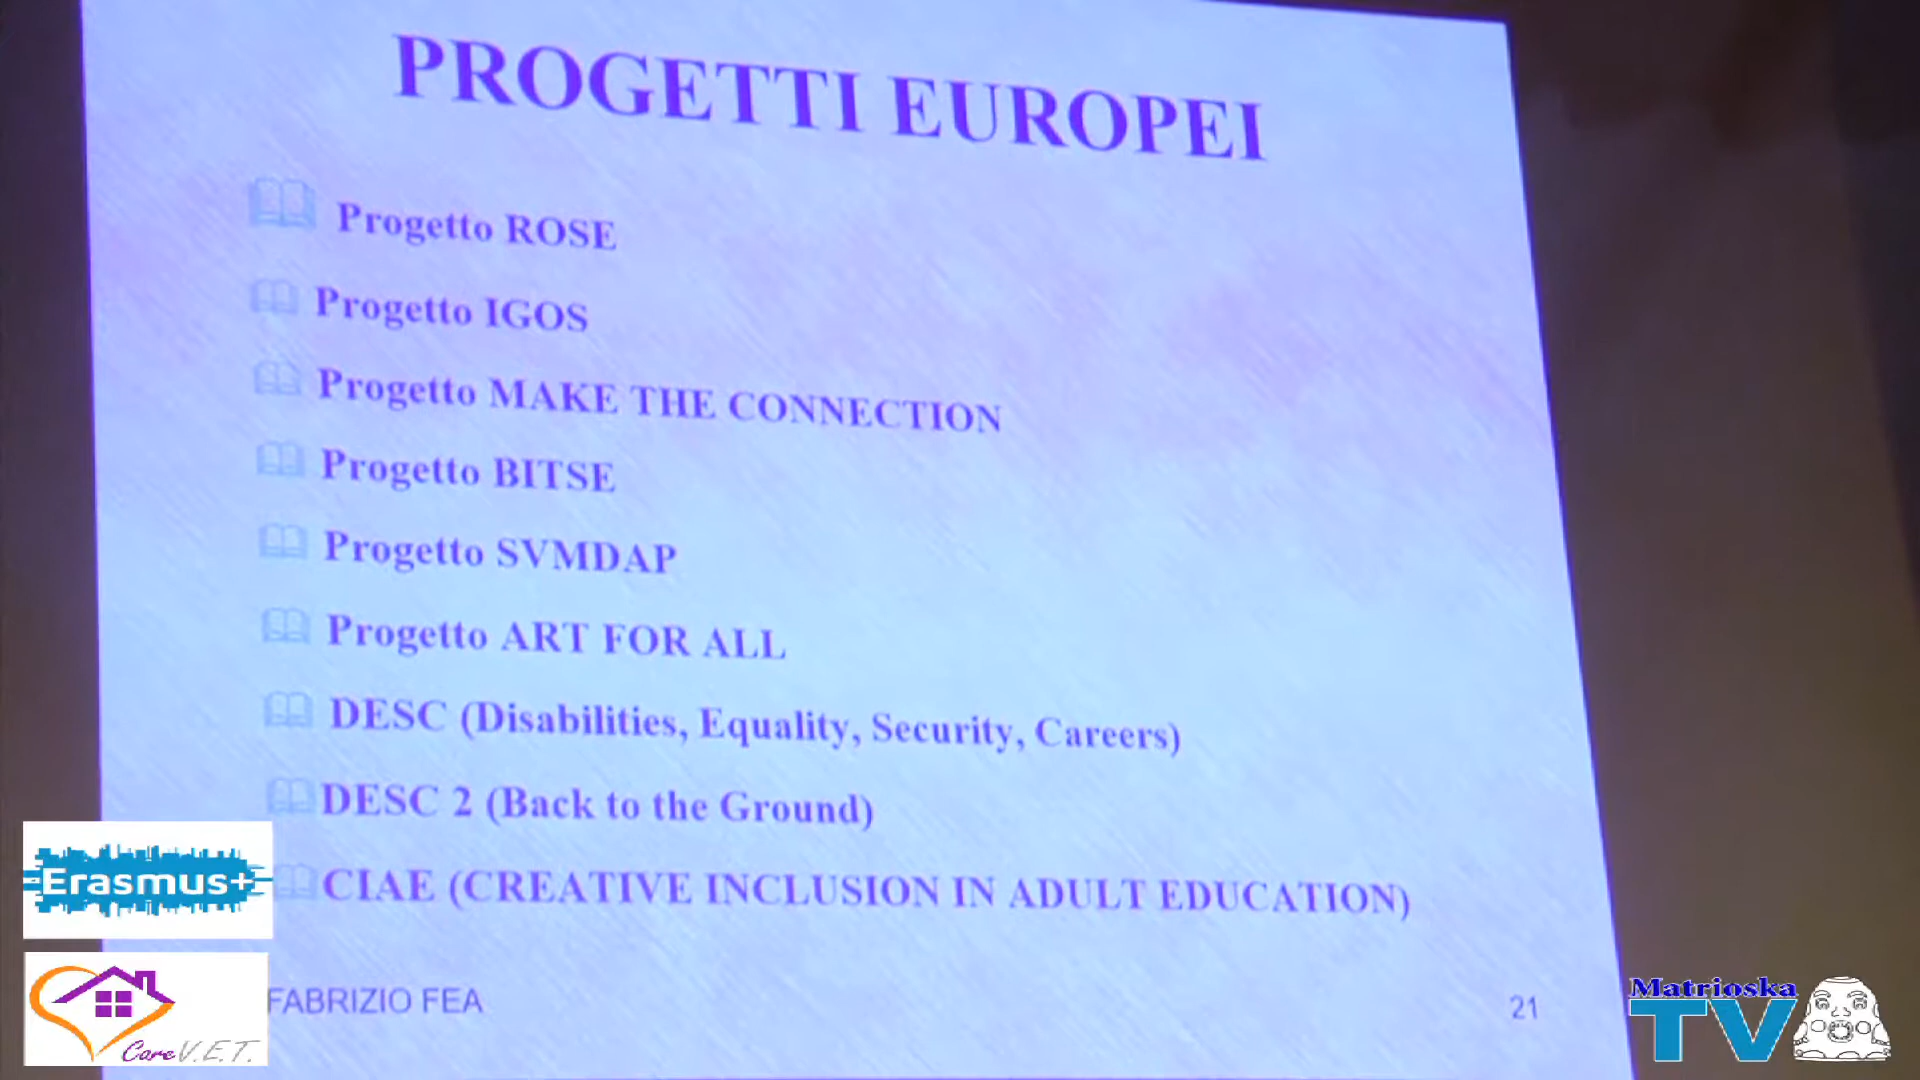 PROGETTI EUROPEI
Progetto ROSE
Progetto IGOS
Progetto MAKE THE CONNECTION
Progetto BITSE
Progetto SVMDAP
Progetto ART FOR ALL
DESC (Disabilities, Equality, Security, Careers)
DESC 2 (Back to the Ground)
CIAE (CREATIVE INCLUSION IN ADULT EDUCATION)
Erasmus+
Care V.E.T.
FABRIZIO FEA
21
Matrioska
TV